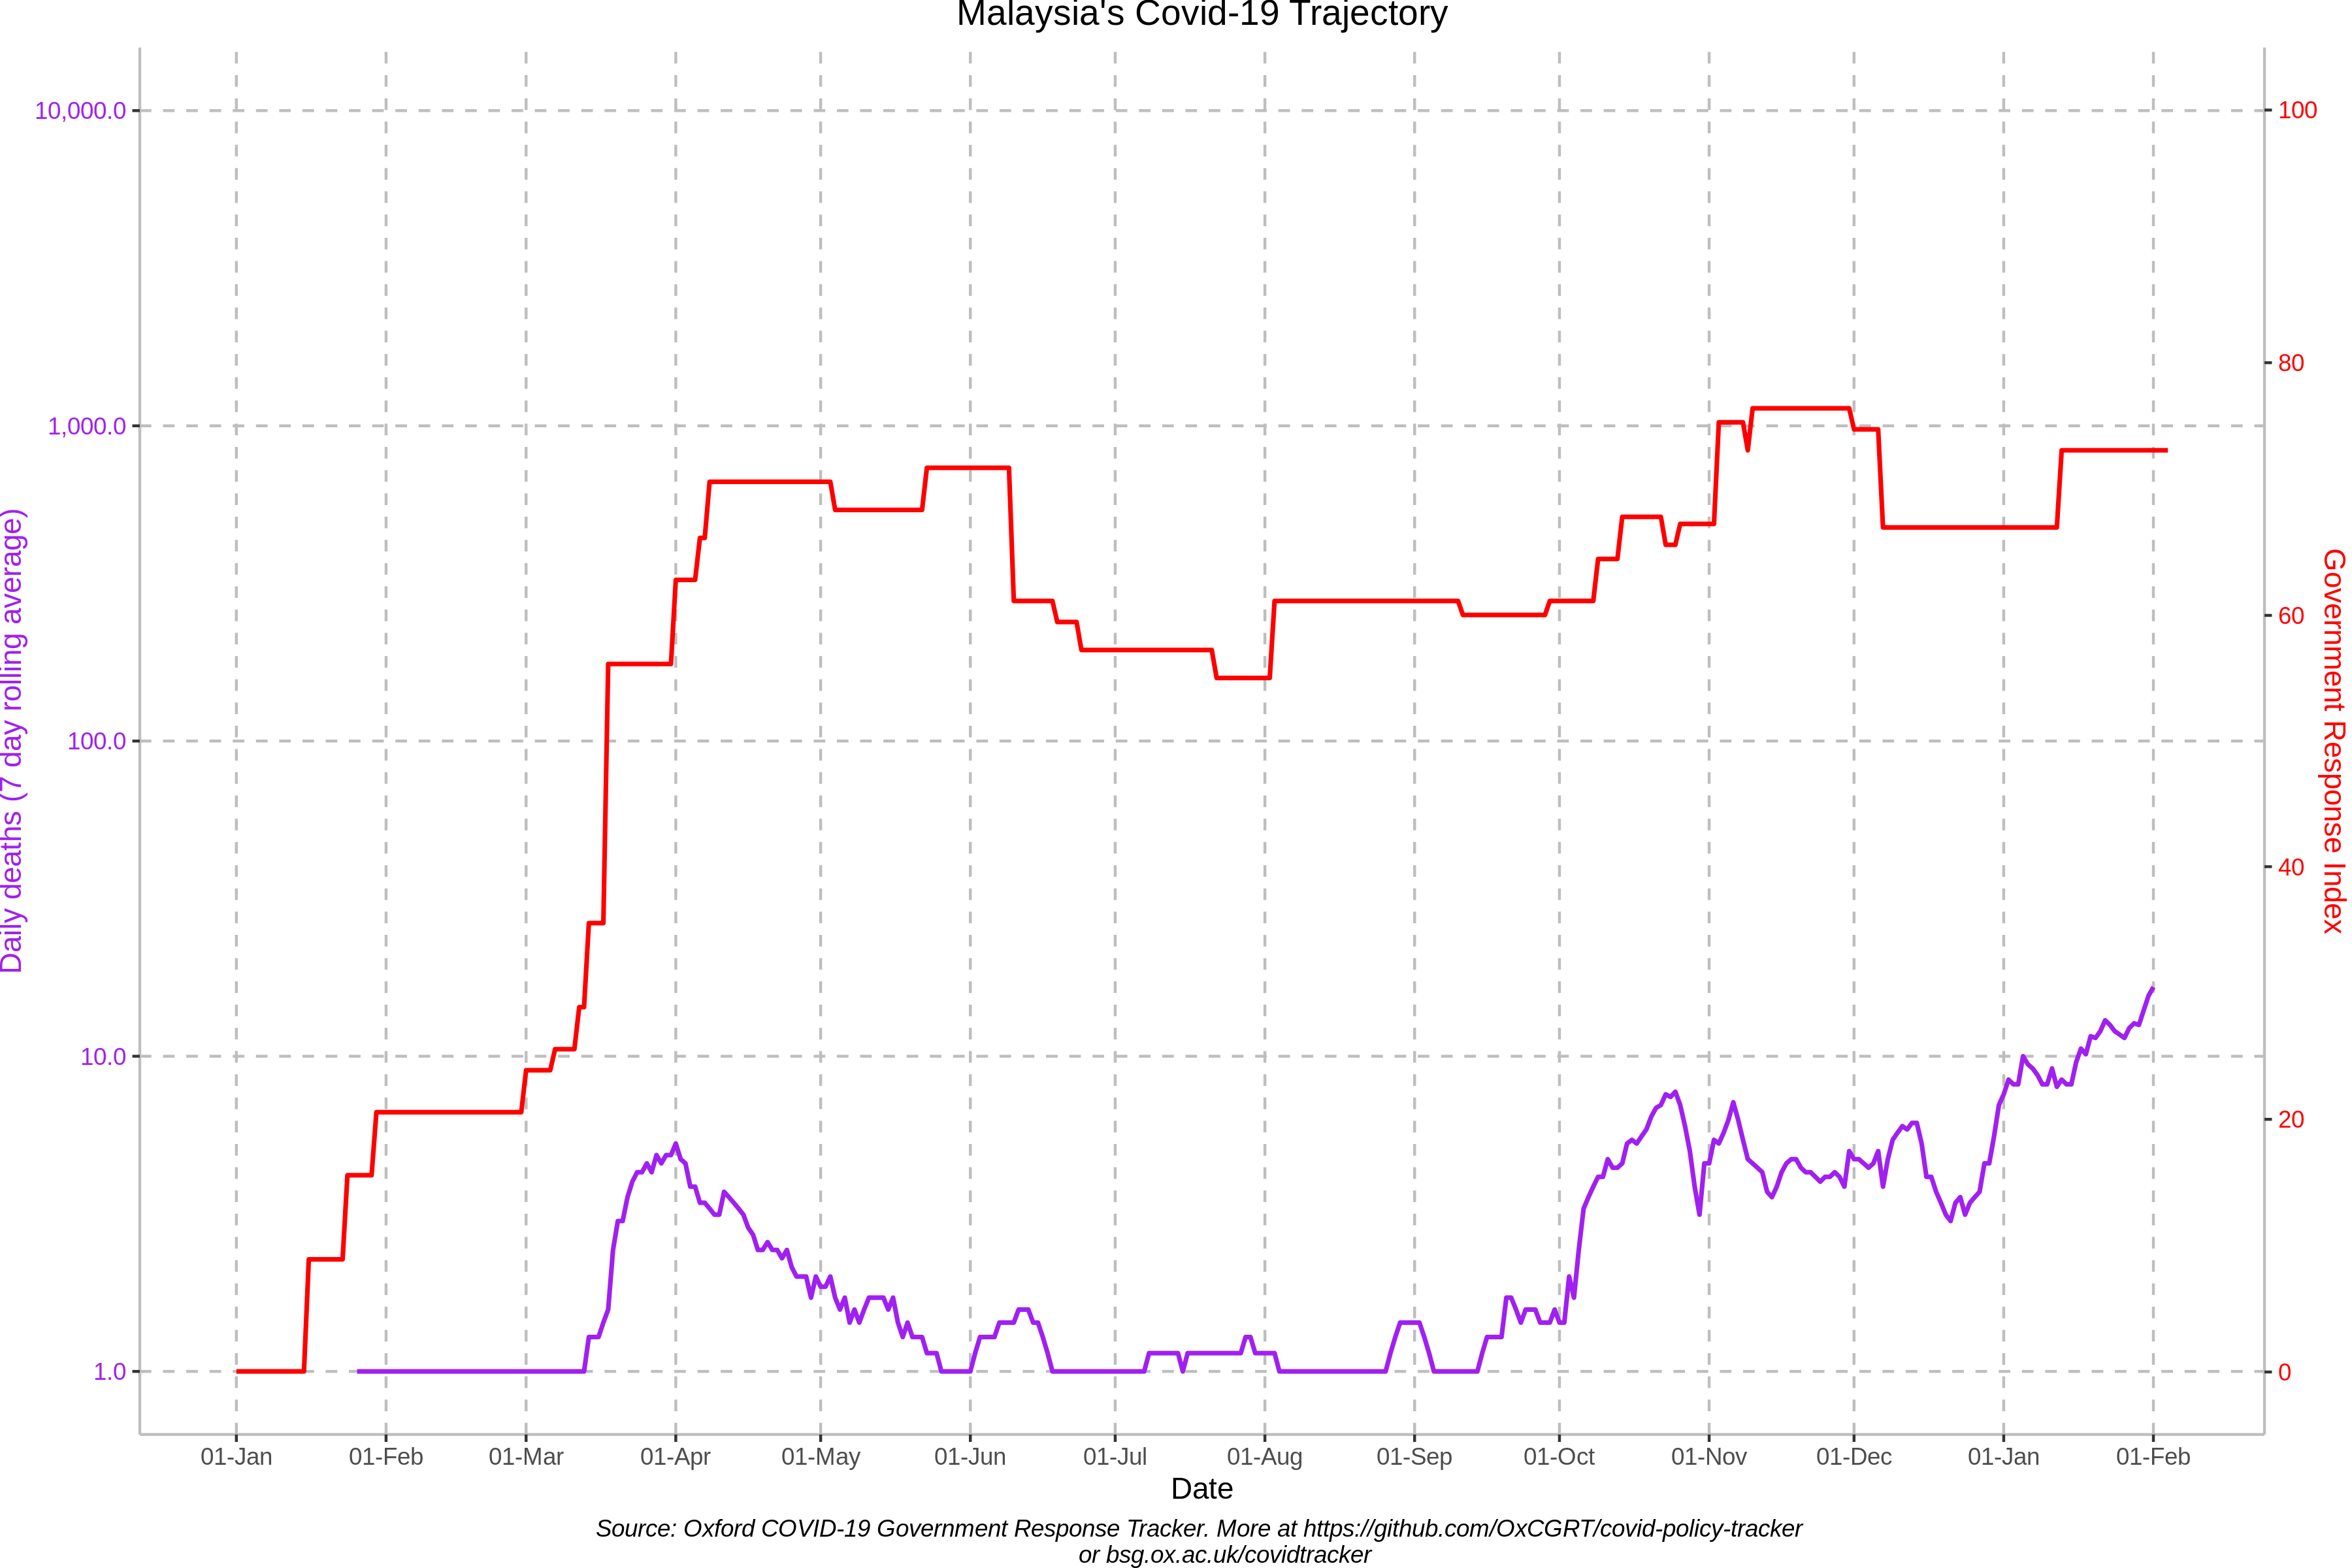 Malaysia's Covid-19 Trajectory
10,000.0
1,000.0
100.0
10.0
1.0
Daily deaths (7 day rolling average)
100
80
60
40
20
0
Government Response Index
01-Jan 01-Feb 01-Mar 01-Apr 01-May 01-Jun 01-Jul 01-Aug 01-Sep 01-Oct 01-Nov 01-Dec 01-Jan 01-Feb
Date
Source: Oxford COVID-19 Government Response Tracker. More at https://github.com/OxCGRT/covid-policy-tracker
or bsg.ox.ac.uk/covidtracker